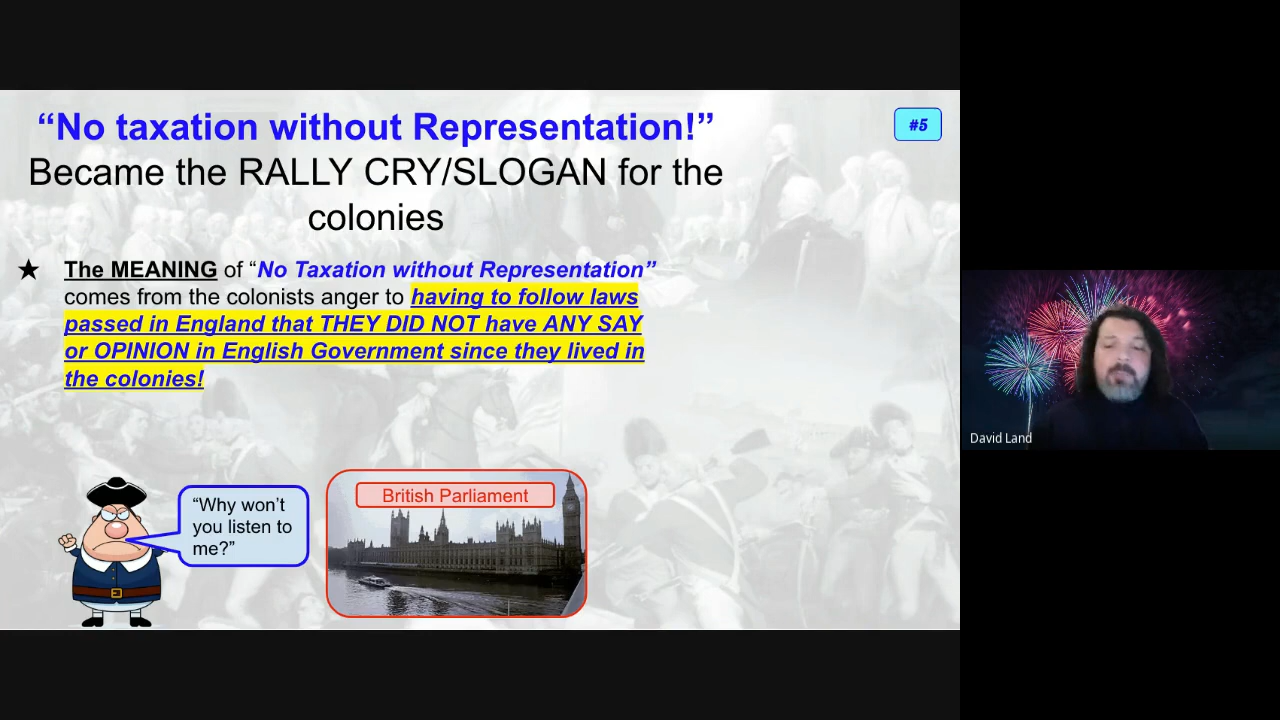 “No taxation without Representation!”
#5
Became the RALLY CRY/SLOGAN for the
colonies
★ The MEANING of “No Taxation without Representation”
comes from the colonists anger to having to follow laws
passed in England that THEY DID NOT have ANY SAY
or OPINION in English Government since they lived in
the colonies!
“Why won’t
you listen to
me?”
British Parliament
David Land